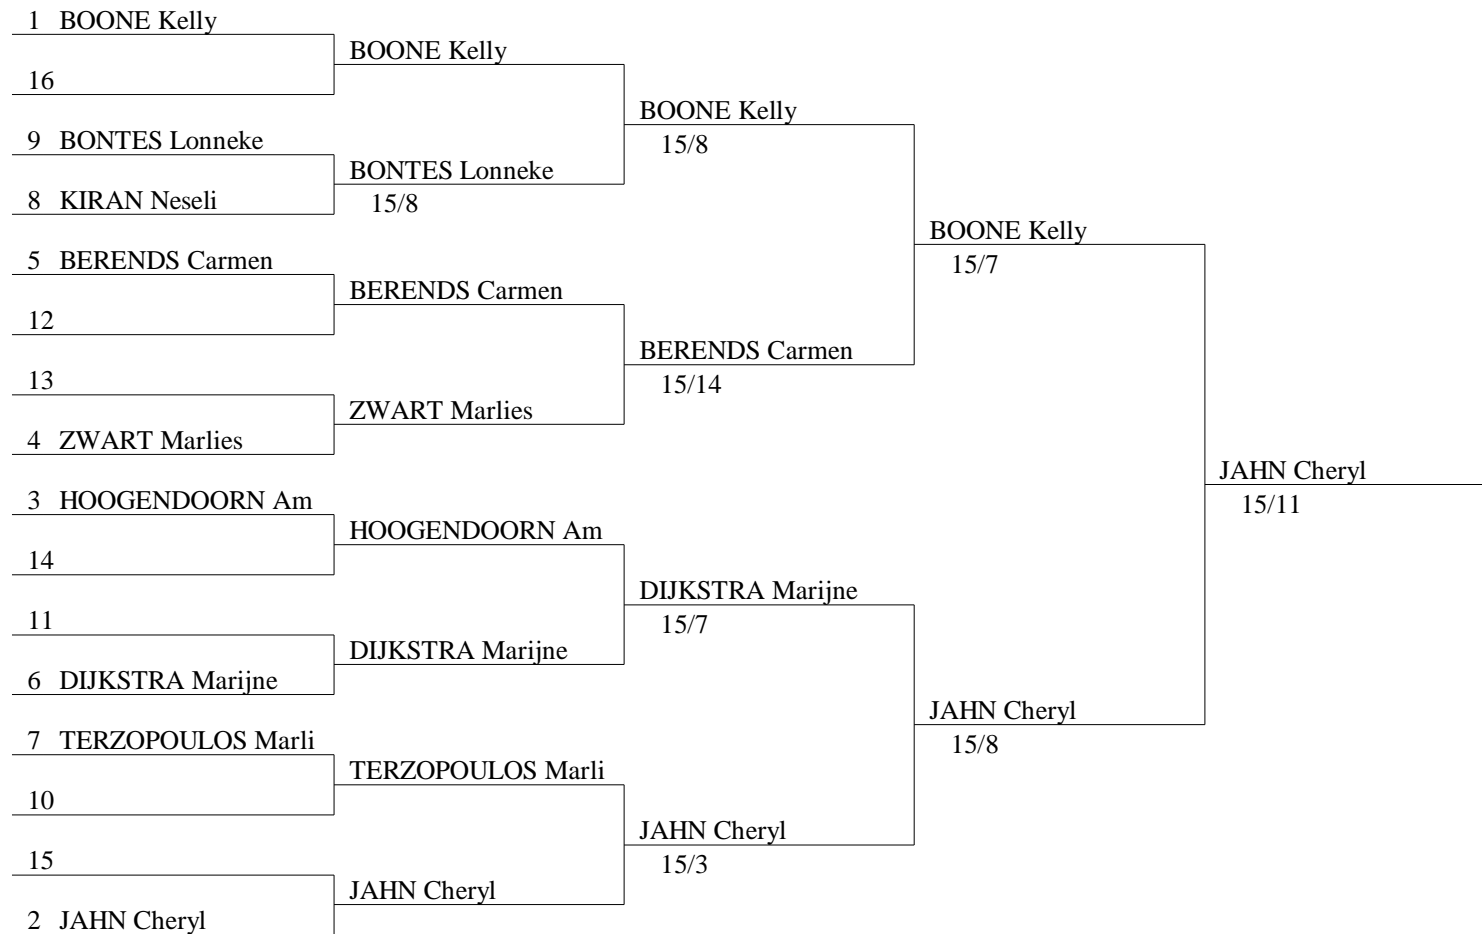 1 BOONE Kelly
BOONE Kelly
16
BOONE Kelly
15/8
9 BONTES Lonneke
BONTES Lonneke
15/8
8 KIRAN Neseli
BOONE Kelly
15/7
5 BERENDS Carmen
BERENDS Carmen
12
BERENDS Carmen
15/14
13
ZWART Marlies
4 ZWART Marlies
JAHN Cheryl
15/11
3 HOOGENDOORN Am
HOOGENDOORN Am
14
DIJKSTRA Marijne
15/7
11
DIJKSTRA Marijne
6 DIJKSTRA Marijne
JAHN Cheryl
15/8
7 TERZOPOULOS Marli
TERZOPOULOS Marli
10
JAHN Cheryl
15/3
15
JAHN Cheryl
2 JAHN Cheryl